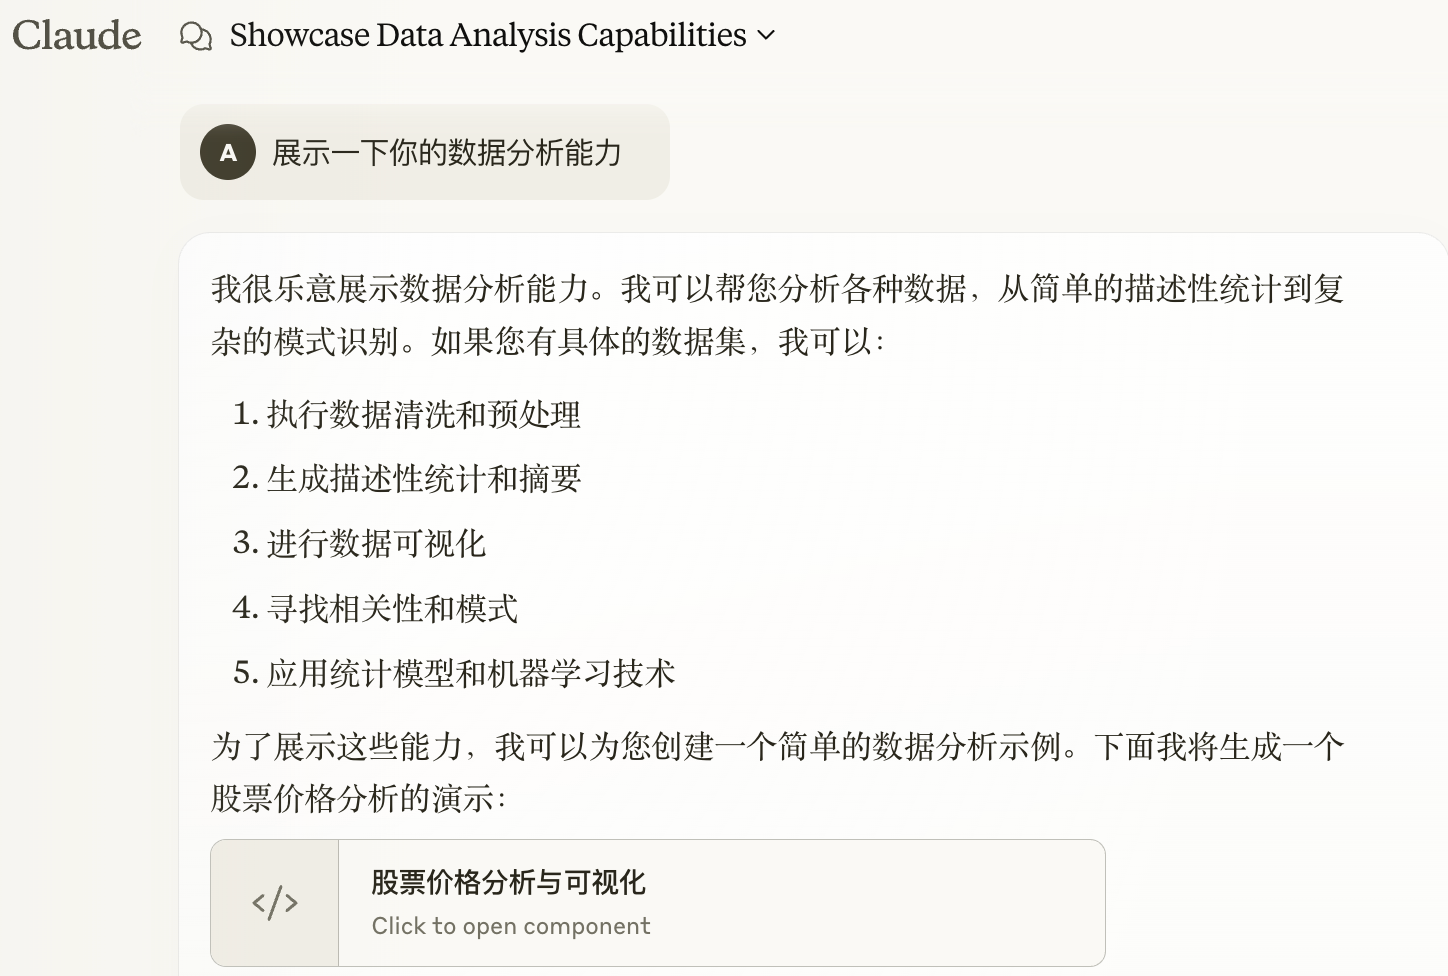 Claude
Showcase Data Analysis Capabilities
A
展示一下你的数据分析能力
我很乐意展示数据分析能力。我可以帮您分析各种数据，从简单的描述性统计到复
杂的模式识别。如果您有具体的数据集，我可以：
1. 执行数据清洗和预处理
2. 生成描述性统计和摘要
3. 进行数据可视化
4. 寻找相关性和模式
5. 应用统计模型和机器学习技术
为了展示这些能力，我可以为您创建一个简单的数据分析示例。下面我将生成一个
股票价格分析的演示：
</>
股票价格分析与可视化
Click to open component